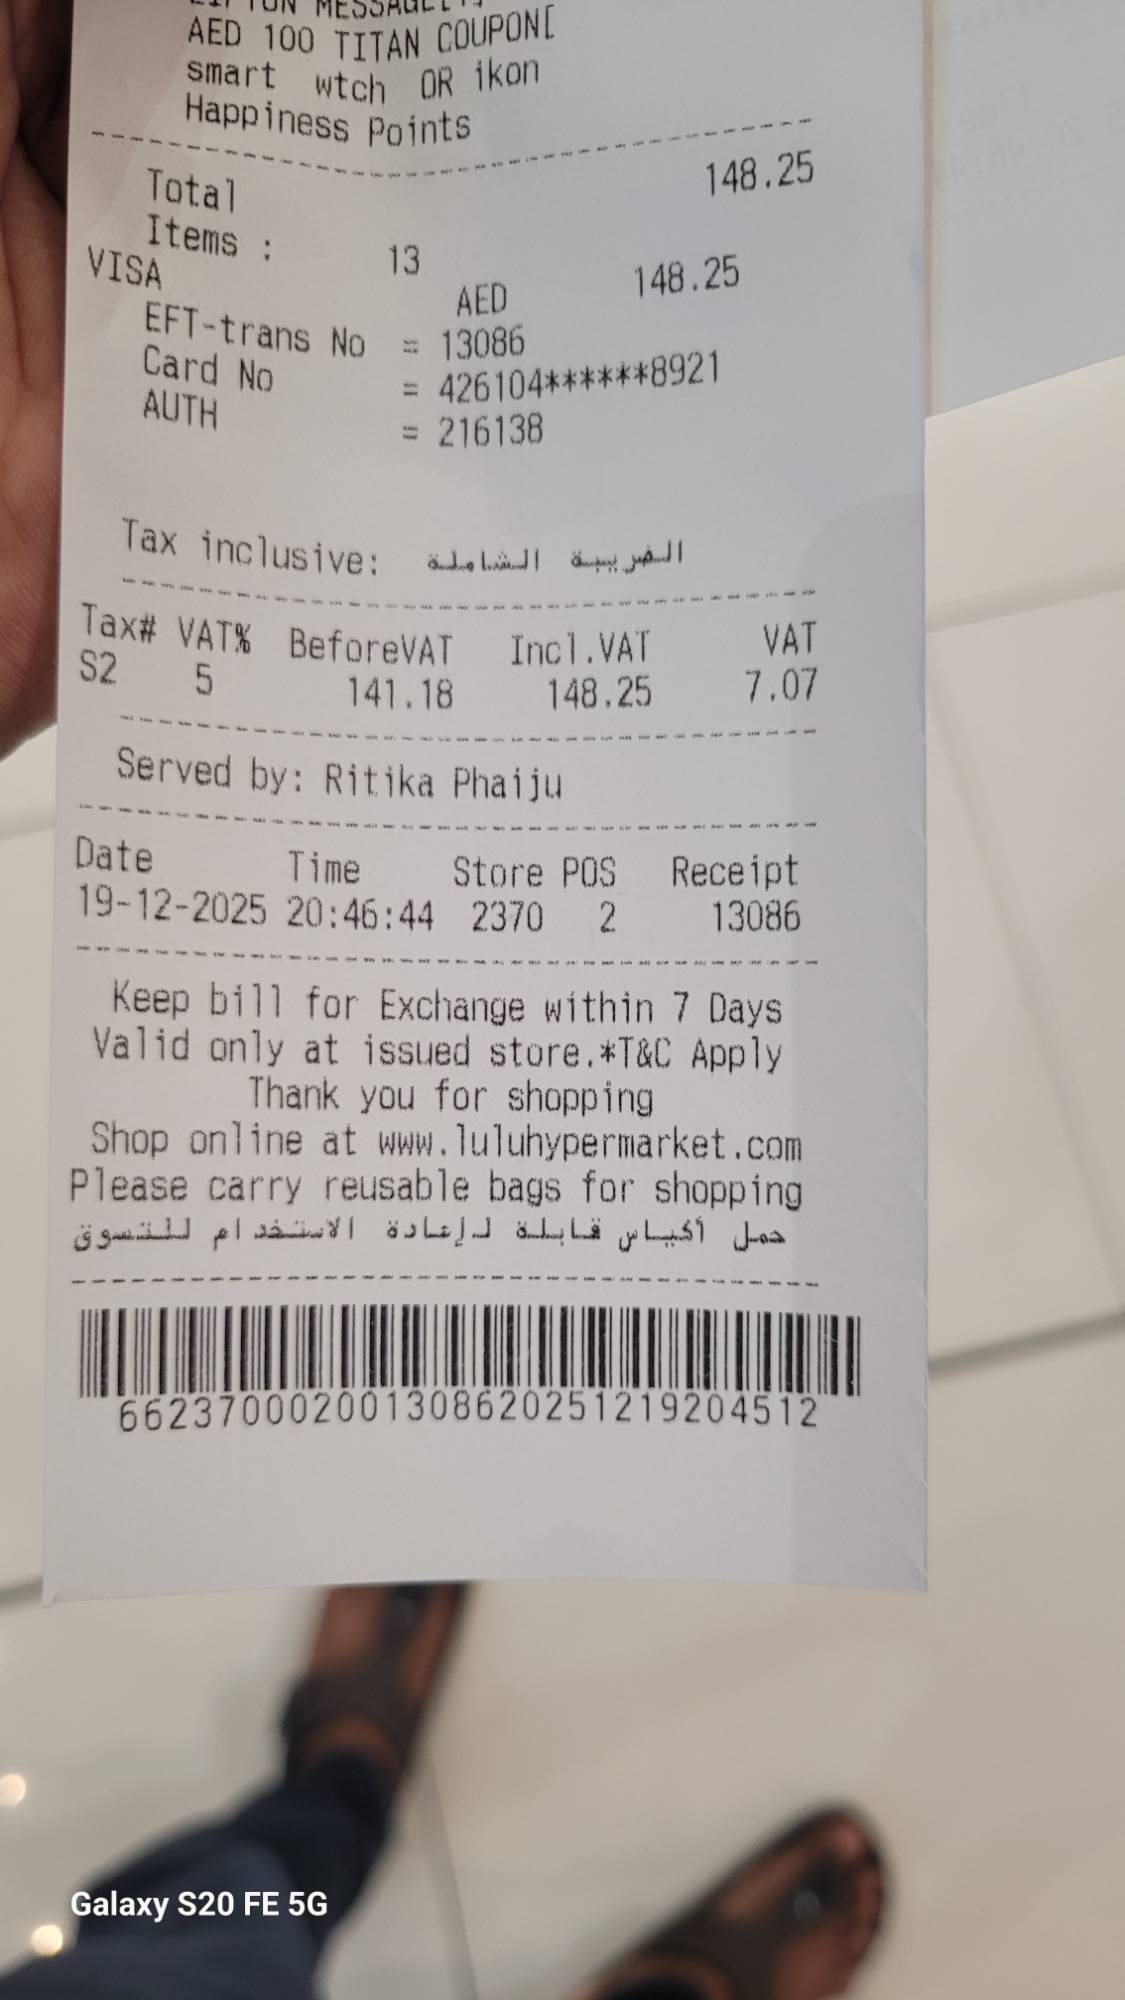 MESSAGE
AED 100 TITAN COUPON[
smart wtch OR ikon
Happiness Points
Total 148.25
Items : 13
VISA AED 148.25
EFT-trans No = 13086
Card No = 426104******8921
AUTH = 216138
Tax inclusive: الضريبة الشاملة
Tax# VAT% BeforeVAT Incl.VAT VAT
S2 5 141.18 148.25 7.07
Served by: Ritika Phaiju
Date Time Store POS Receipt
19-12-2025 20:46:44 2370 2 13086
Keep bill for Exchange within 7 Days
Valid only at issued store.*T&C Apply
Thank you for shopping
Shop online at www.luluhypermarket.com
Please carry reusable bags for shopping
حمل أكياس قابلة لإعادة الاستخدام للتسوق
662370002001308620251219204512
Galaxy S20 FE 5G